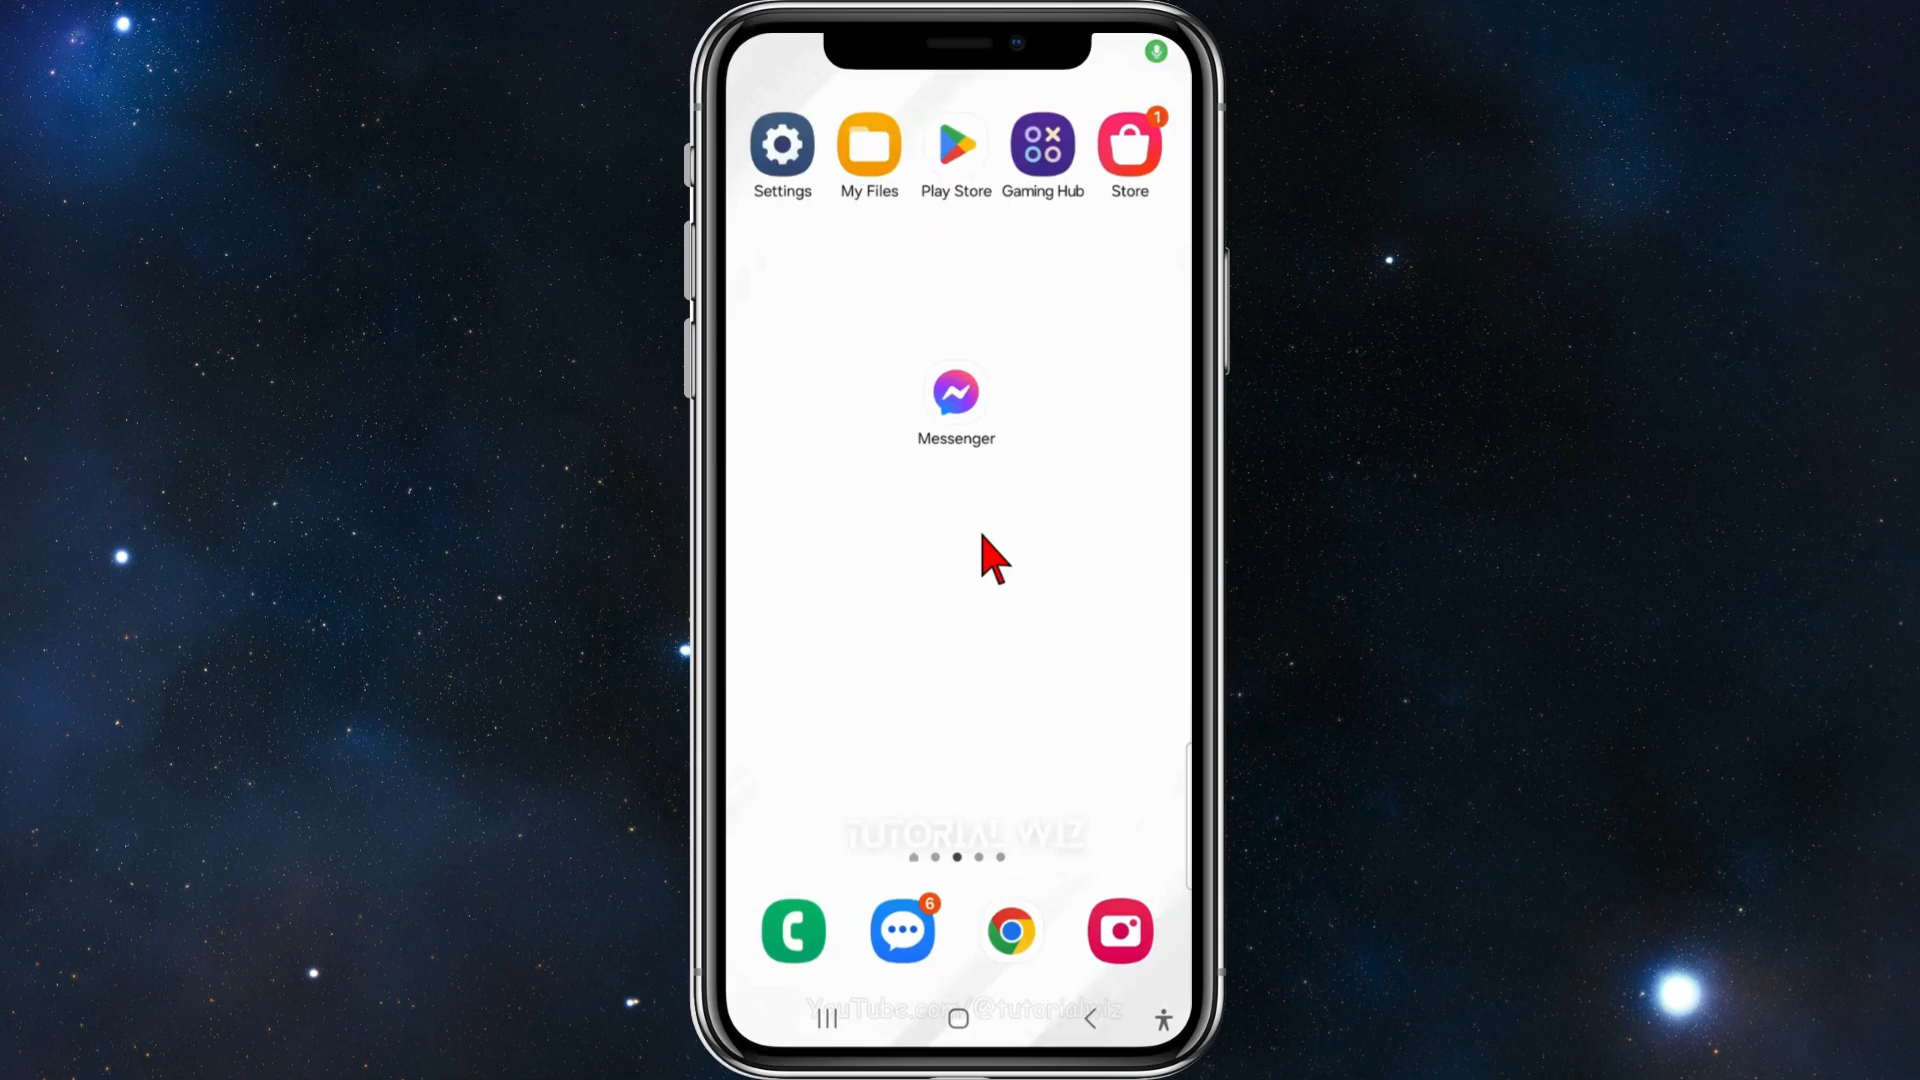 1
Settings My Files Play Store Gaming Hub Store
Messenger
TUTORIAL WIZ
6
YouTube.com/@tutorialwiz